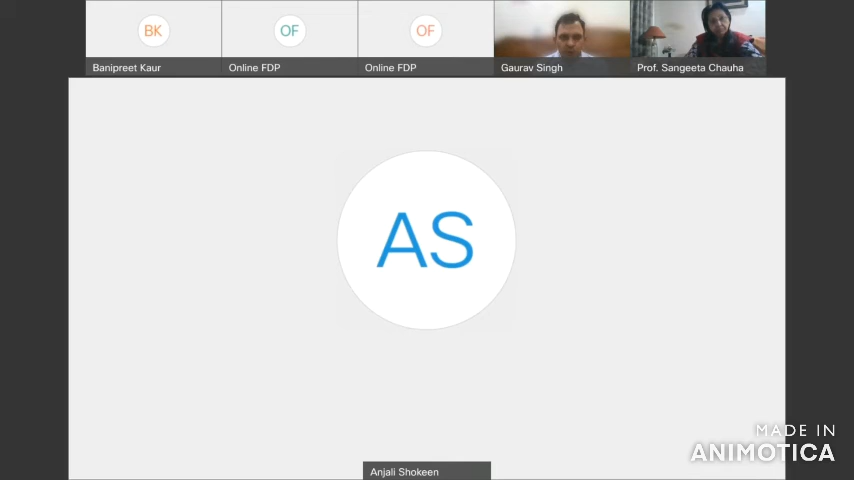 BK
OF
OF
Banipreet Kaur
Online FDP
Online FDP
Gaurav Singh
Prof. Sangeeta Chauha
AS
MADE IN
ANIMOTICA
Anjali Shokeen